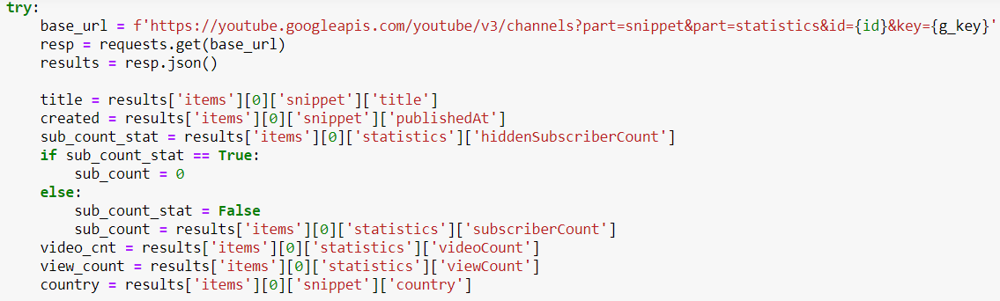 try:
    base_url = f'https://youtube.googleapis.com/youtube/v3/channels?part=snippet&part=statistics&id={id}&key={g_key}'
    resp = requests.get(base_url)
    results = resp.json()

    title = results['items'][0]['snippet']['title']
    created = results['items'][0]['snippet']['publishedAt']
    sub_count_stat = results['items'][0]['statistics']['hiddenSubscriberCount']
    if sub_count_stat == True:
        sub_count = 0
    else:
        sub_count_stat = False
        sub_count = results['items'][0]['statistics']['subscriberCount']
    video_cnt = results['items'][0]['statistics']['videoCount']
    view_count = results['items'][0]['statistics']['viewCount']
    country = results['items'][0]['snippet']['country']